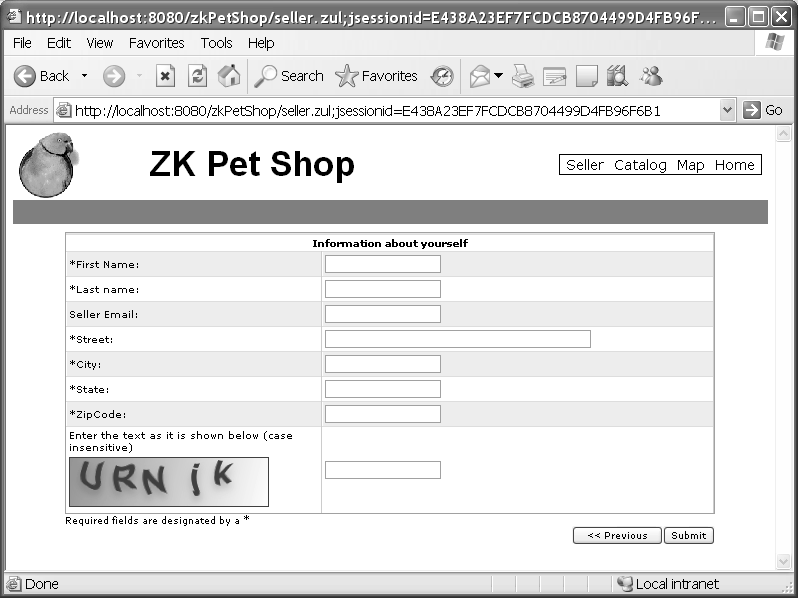 http://localhost:8080/zkPetShop/seller.zul;jsessionid=E438A23EF7FCDCB8704499D4FB96F...
File Edit View Favorites Tools Help
Back Search Favorites
Address http://localhost:8080/zkPetShop/seller.zul;jsessionid=E438A23EF7FCDCB8704499D4FB96F6B1 Go
ZK Pet Shop
Seller Catalog Map Home
Information about yourself
*First Name:
*Last name:
Seller Email:
*Street:
*City:
*State:
*ZipCode:
Enter the text as it is shown below (case
insensitive)
URNik
Required fields are designated by a *
<< Previous Submit
Done Local intranet